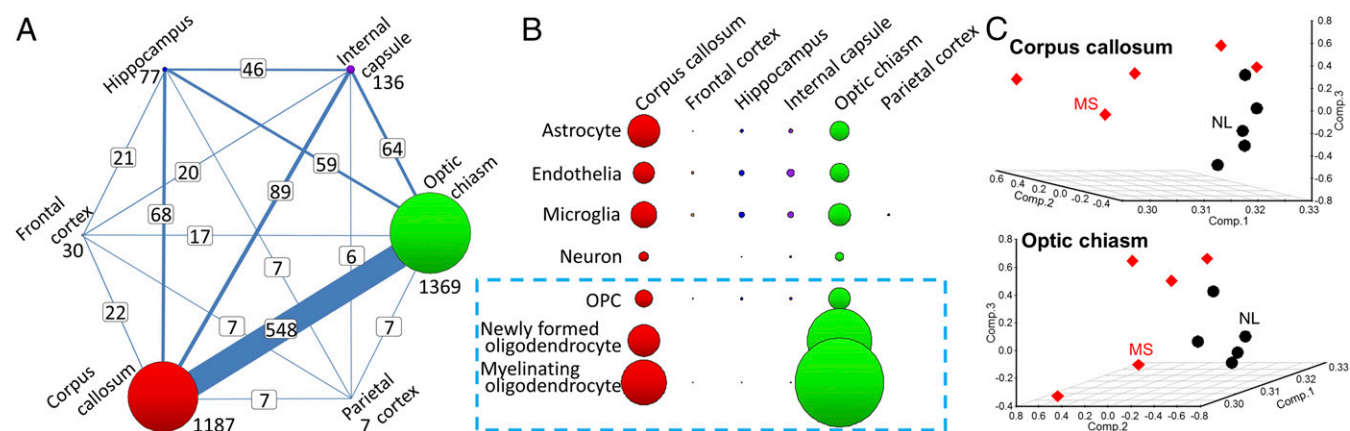 A
Hippocampus
77
46
Internal
capsule
136
21
20
59
64
Optic
chiasm
68
89
Frontal
cortex
30
17
7
6
1369
22
548
7
7
Corpus
callosum
1187
7
Parietal
cortex
7
B
Corpus callosum
Frontal cortex
Hippocampus
Internal capsule
Optic chiasm
Parietal cortex
Astrocyte
Endothelia
Microglia
Neuron
OPC
Newly formed
oligodendrocyte
Myelinating
oligodendrocyte
C
Corpus callosum
MS
NL
0.8
0.6
0.4
0.2
0.0
-0.2
-0.4
-0.6
-0.8
Comp.3
0.6
0.4
0.2
0.0
-0.2
-0.4
Comp.2
0.30
0.31
0.32
0.33
Comp.1
Optic chiasm
NL
MS
0.8
0.6
0.4
0.2
0.0
-0.2
-0.4
Comp.3
0.8 0.6 0.4 0.2 0.0 -0.2 -0.4 -0.6 -0.8
Comp.2
0.30
0.31
0.32
0.33
Comp.1